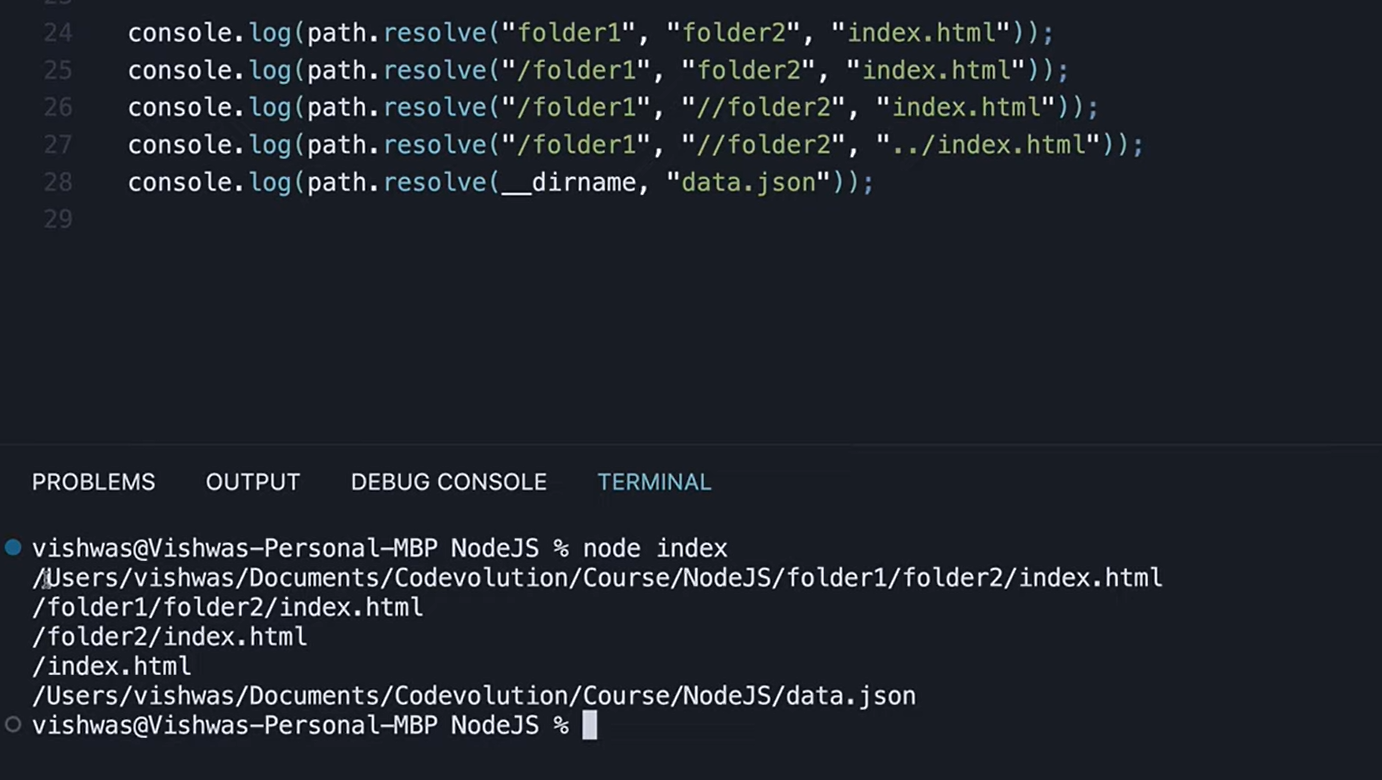 24 console.log(path.resolve("folder1", "folder2", "index.html"));
25 console.log(path.resolve("/folder1", "folder2", "index.html"));
26 console.log(path.resolve("/folder1", "//folder2", "index.html"));
27 console.log(path.resolve("/folder1", "//folder2", "../index.html"));
28 console.log(path.resolve(__dirname, "data.json"));
29
PROBLEMS OUTPUT DEBUG CONSOLE TERMINAL
vishwas@Vishwas-Personal-MBP NodeJS % node index
/Users/vishwas/Documents/Codevolution/Course/NodeJS/folder1/folder2/index.html
/folder1/folder2/index.html
/folder2/index.html
/index.html
/Users/vishwas/Documents/Codevolution/Course/NodeJS/data.json
vishwas@Vishwas-Personal-MBP NodeJS %